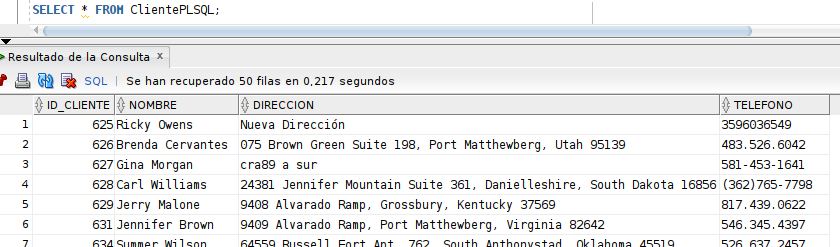 SELECT * FROM ClientePLSQL;
Resultado de la Consulta x
SQL | Se han recuperado 50 filas en 0,217 segundos
ID_CLIENTE NOMBRE DIRECCION TELEFONO
1 625 Ricky Owens Nueva Dirección 3596036549
2 626 Brenda Cervantes 075 Brown Green Suite 198, Port Matthewberg, Utah 95139 483.526.6042
3 627 Gina Morgan cra89 a sur 581-453-1641
4 628 Carl Williams 24381 Jennifer Mountain Suite 361, Danielleshire, South Dakota 16856 (362)765-7798
5 629 Jerry Malone 9408 Alvarado Ramp, Grossbury, Kentucky 37569 817.439.0622
6 631 Jennifer Brown 9409 Alvarado Ramp, Port Matthewberg, Virginia 82642 546.345.4397
7 634 Summer Wilson 64559 Russell Fort Apt. 762, South Anthonystad, Oklahoma 45519 526.637.2457